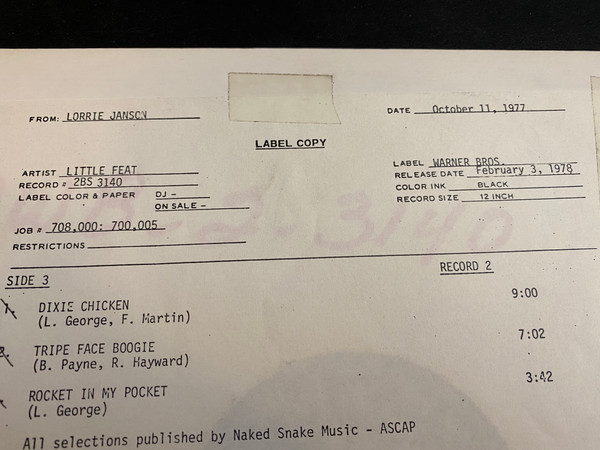 FROM: LORRIE JANSON
DATE October 11, 1977
LABEL COPY
ARTIST LITTLE FEAT
RECORD # 2BS 3140
LABEL COLOR & PAPER DJ -
ON SALE -
LABEL WARNER BROS.
RELEASE DATE February 3, 1978
COLOR INK BLACK
RECORD SIZE 12 INCH
JOB # 708,000; 700,005
RESTRICTIONS
3140
SIDE 3 RECORD 2
DIXIE CHICKEN 9:00
(L. George, F. Martin)
TRIPE FACE BOOGIE 7:02
(B. Payne, R. Hayward)
ROCKET IN MY POCKET 3:42
(L. George)
All selections published by Naked Snake Music - ASCAP